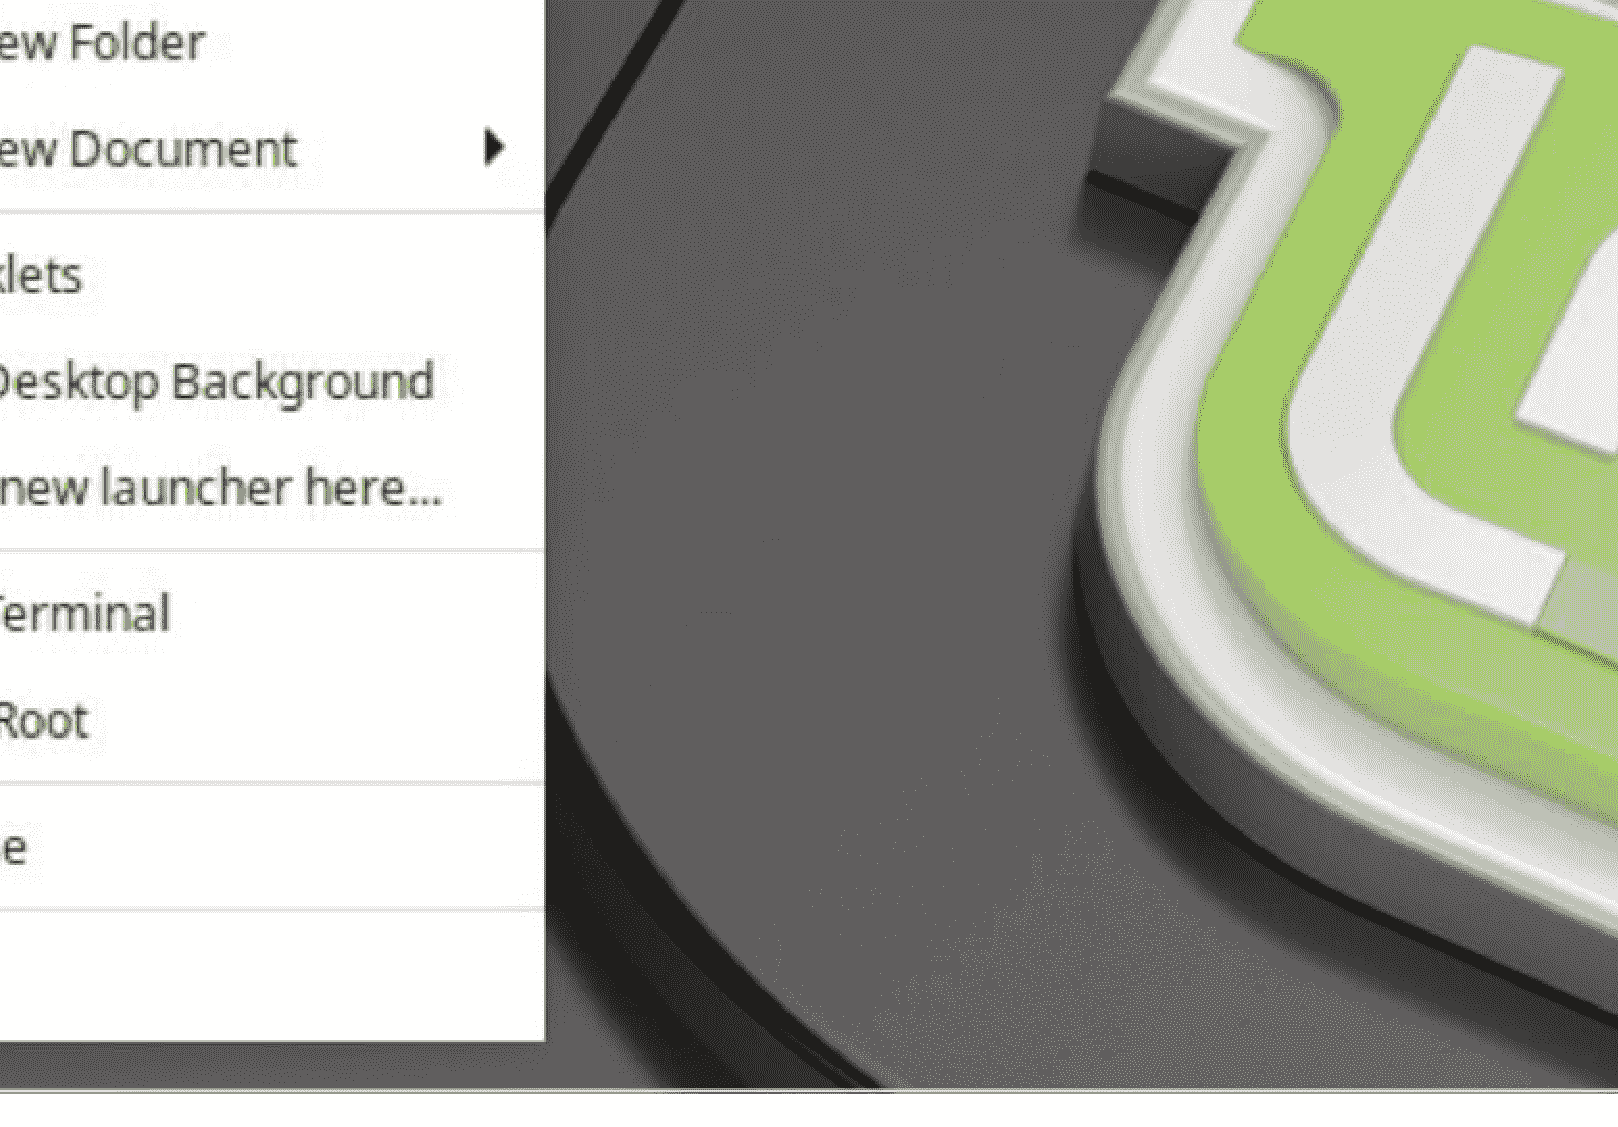 ew Folder
ew Document
klets
Desktop Background
new launcher here...
Terminal
Root
e